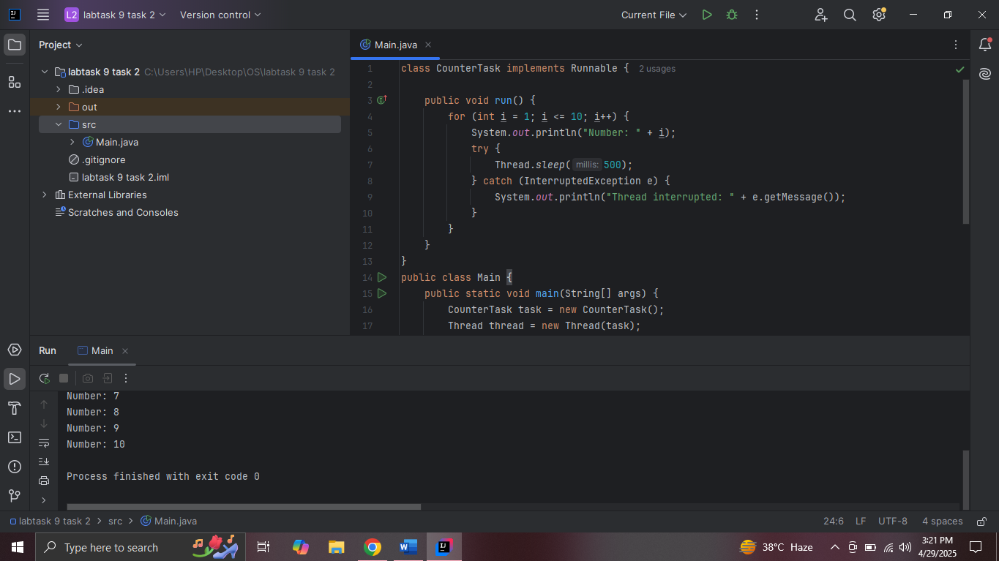 L2 labtask 9 task 2 Version control Current File
Project
Main.java
labtask 9 task 2 C:\Users\HP\Desktop\OS\labtask 9 task 2
.idea
out
src
Main.java
.gitignore
labtask 9 task 2.iml
External Libraries
Scratches and Consoles
1 class CounterTask implements Runnable { 2 usages
2
3 public void run() {
4 for (int i = 1; i <= 10; i++) {
5 System.out.println("Number: " + i);
6 try {
7 Thread.sleep( millis: 500);
8 } catch (InterruptedException e) {
9 System.out.println("Thread interrupted: " + e.getMessage());
10 }
11 }
12 }
13 }
14 public class Main {
15 public static void main(String[] args) {
16 CounterTask task = new CounterTask();
17 Thread thread = new Thread(task);
Run Main
Number: 7
Number: 8
Number: 9
Number: 10
Process finished with exit code 0
labtask 9 task 2 > src > Main.java 24:6 LF UTF-8 4 spaces
Type here to search 38°C Haze 3:21 PM
4/29/2025